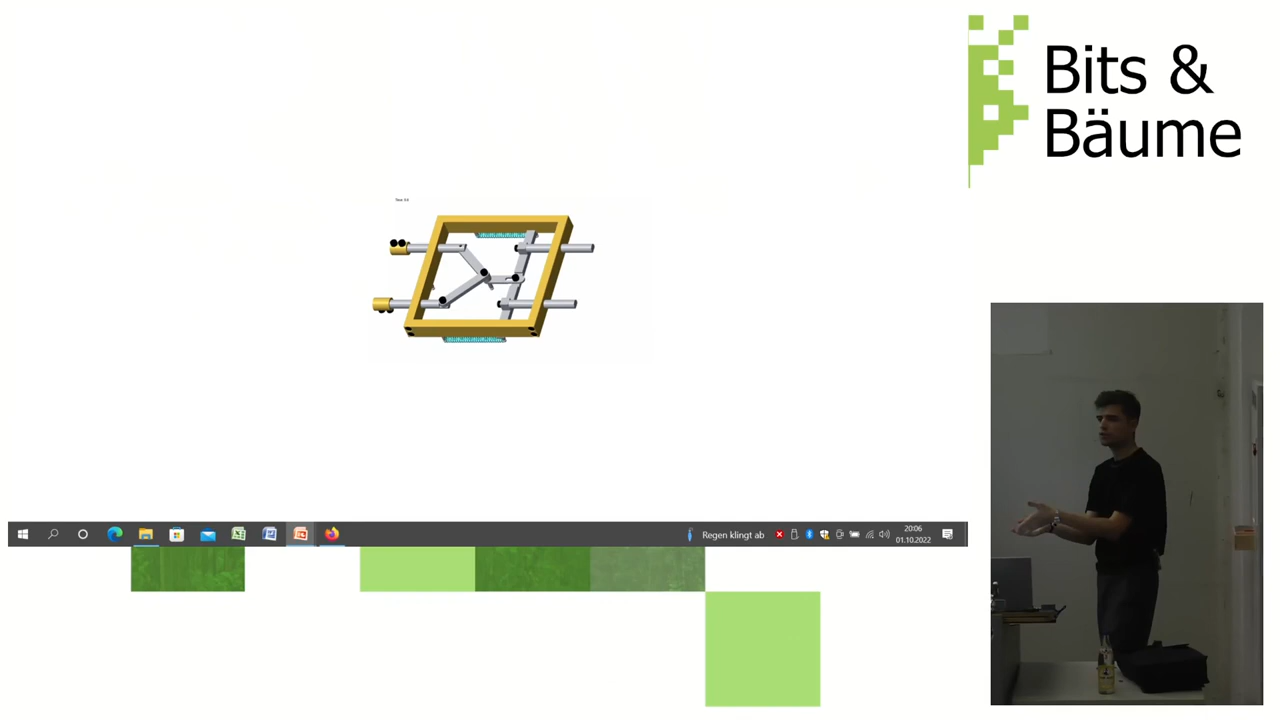 Bits &
Bäume
Regen klingt ab
20:06
01.10.2022